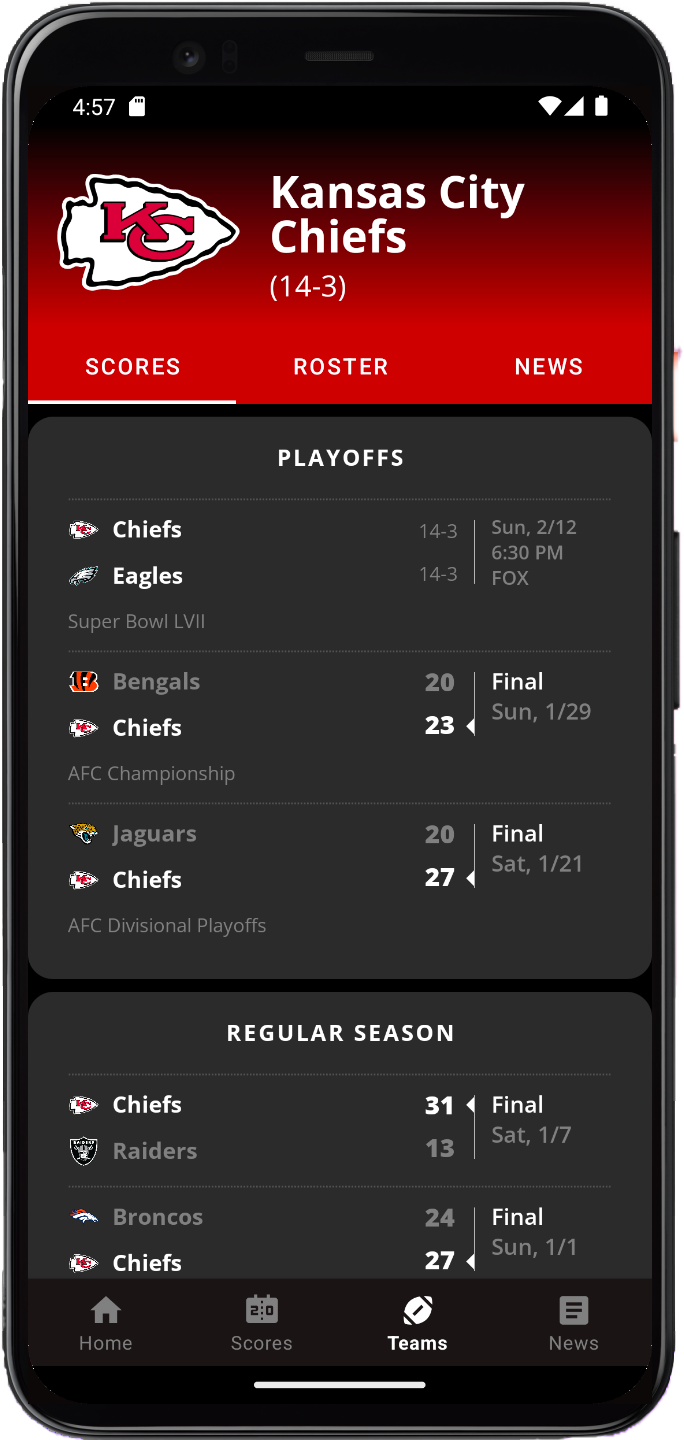 4:57
KC
Kansas City
Chiefs
(14-3)
SCORES ROSTER NEWS
PLAYOFFS
Chiefs 14-3 Sun, 2/12
6:30 PM
Eagles 14-3 FOX
Super Bowl LVII
Bengals 20 Final
Chiefs 23 Sun, 1/29
AFC Championship
Jaguars 20 Final
Chiefs 27 Sat, 1/21
AFC Divisional Playoffs
REGULAR SEASON
Chiefs 31 Final
Raiders 13 Sat, 1/7
Broncos 24 Final
Chiefs 27 Sun, 1/1
2:0
Home Scores Teams News